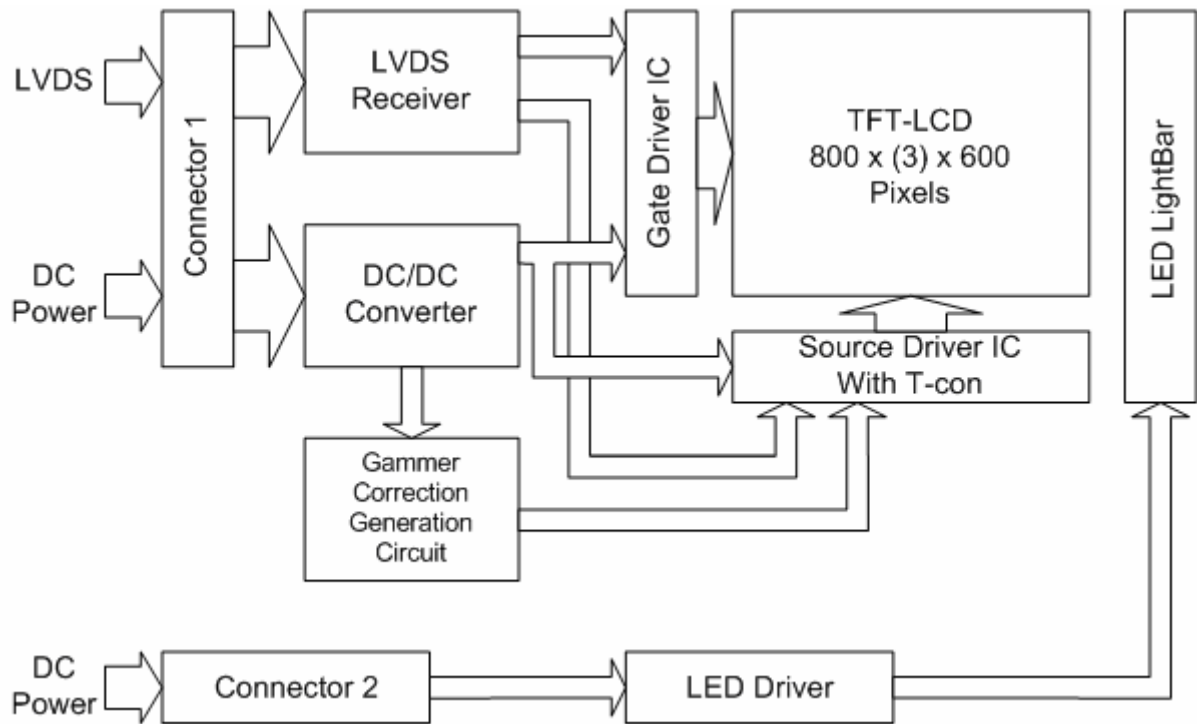 LVDS
Connector 1
LVDS
Receiver
Gate Driver IC
TFT-LCD
800 x (3) x 600
Pixels
LED LightBar
DC
Power
DC/DC
Converter
Source Driver IC
With T-con
Gammer
Correction
Generation
Circuit
DC
Power
Connector 2
LED Driver